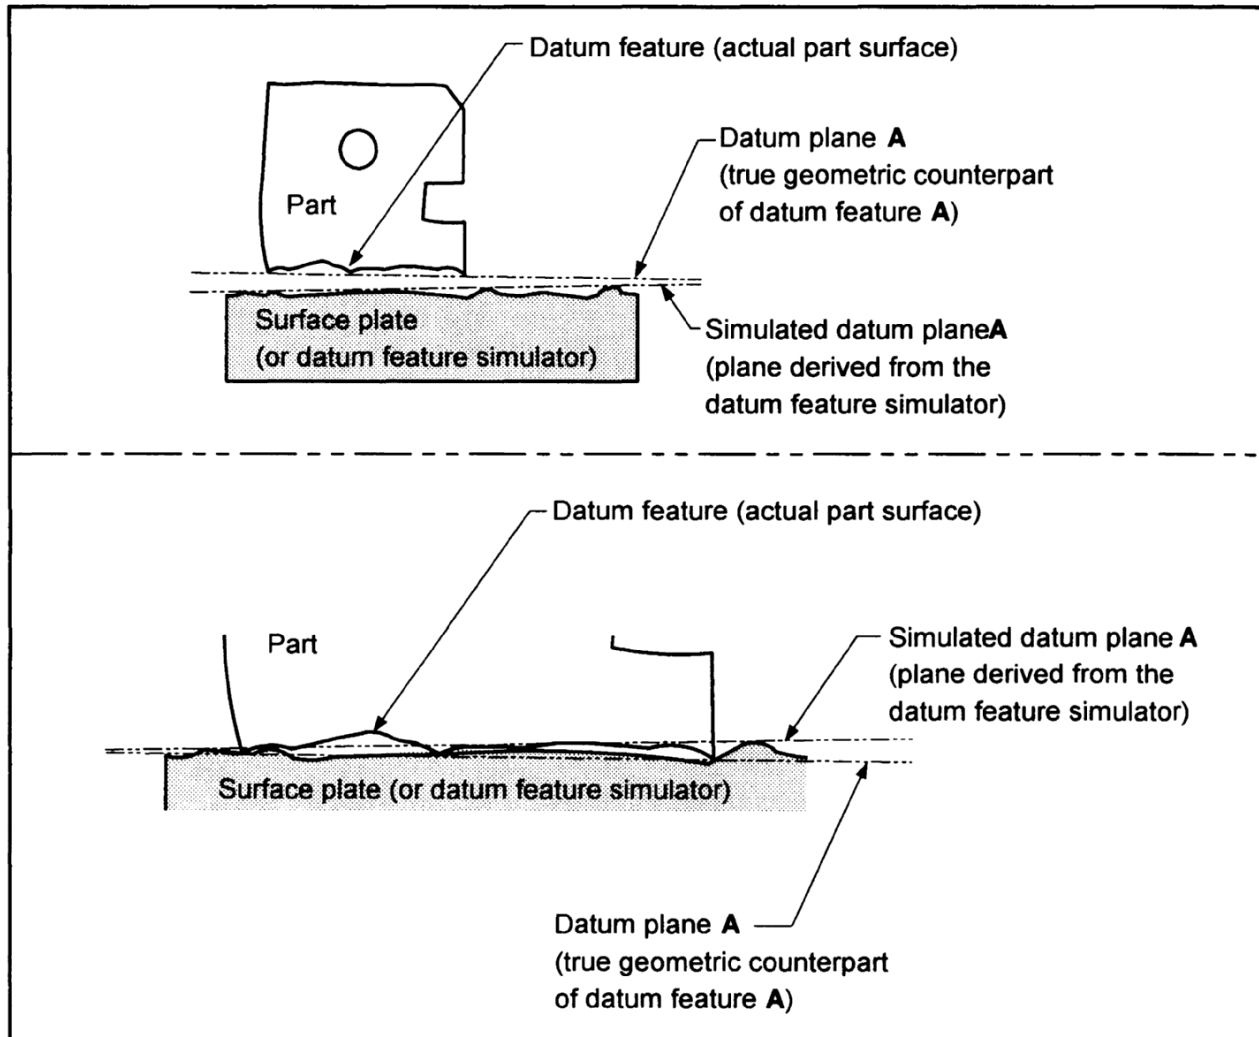 Datum feature (actual part surface)
Datum plane A
(true geometric counterpart
of datum feature A)
Part
Surface plate
(or datum feature simulator)
Simulated datum planeA
(plane derived from the
datum feature simulator)
Datum feature (actual part surface)
Part
Simulated datum plane A
(plane derived from the
datum feature simulator)
Surface plate (or datum feature simulator)
Datum plane A
(true geometric counterpart
of datum feature A)